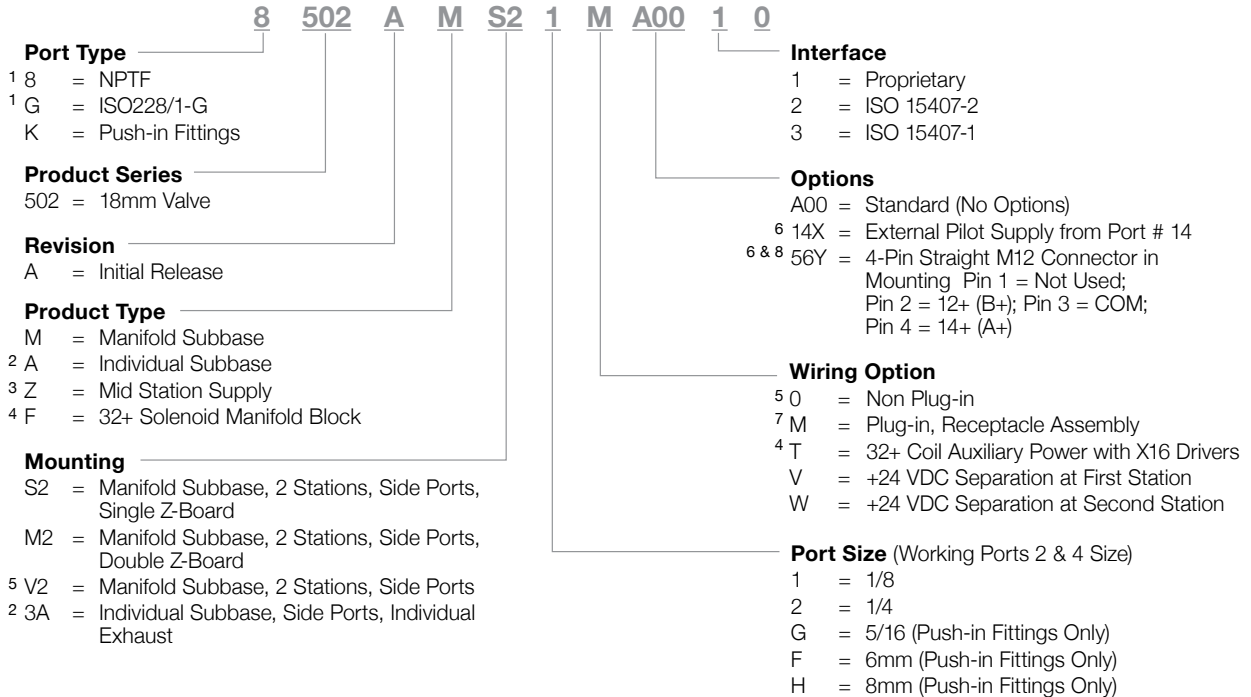 8 502 A M S2 1 M A00 1 0
Port Type
1 8 = NPTF
1 G = ISO228/1-G
K = Push-in Fittings
Product Series
502 = 18mm Valve
Revision
A = Initial Release
Product Type
M = Manifold Subbase
2 A = Individual Subbase
3 Z = Mid Station Supply
4 F = 32+ Solenoid Manifold Block
Mounting
S2 = Manifold Subbase, 2 Stations, Side Ports,
Single Z-Board
M2 = Manifold Subbase, 2 Stations, Side Ports,
Double Z-Board
5 V2 = Manifold Subbase, 2 Stations, Side Ports
2 3A = Individual Subbase, Side Ports, Individual
Exhaust
Interface
1 = Proprietary
2 = ISO 15407-2
3 = ISO 15407-1
Options
A00 = Standard (No Options)
6 14X = External Pilot Supply from Port # 14
6 & 8 56Y = 4-Pin Straight M12 Connector in
Mounting Pin 1 = Not Used;
Pin 2 = 12+ (B+); Pin 3 = COM;
Pin 4 = 14+ (A+)
Wiring Option
5 0 = Non Plug-in
7 M = Plug-in, Receptacle Assembly
4 T = 32+ Coil Auxiliary Power with X16 Drivers
V = +24 VDC Separation at First Station
W = +24 VDC Separation at Second Station
Port Size (Working Ports 2 & 4 Size)
1 = 1/8
2 = 1/4
G = 5/16 (Push-in Fittings Only)
F = 6mm (Push-in Fittings Only)
H = 8mm (Push-in Fittings Only)